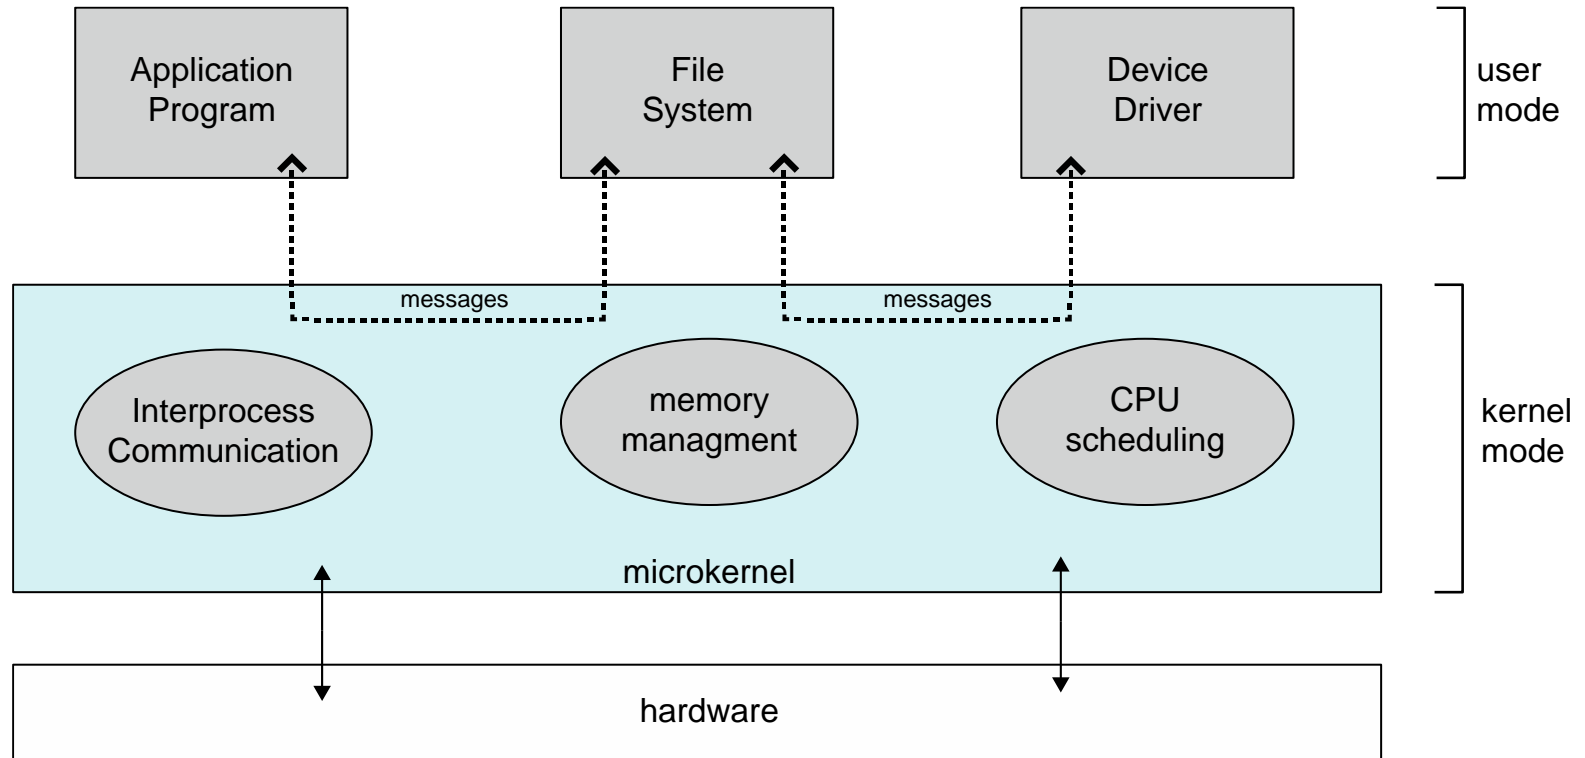 Application
Program
File
System
Device
Driver
user
mode
messages
messages
Interprocess
Communication
memory
managment
CPU
scheduling
kernel
mode
microkernel
hardware